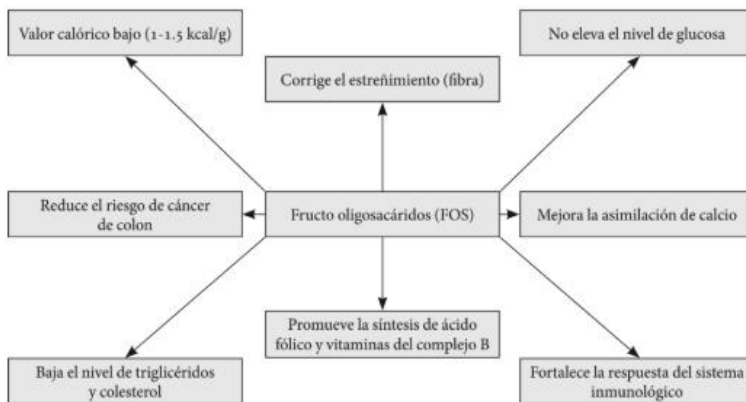 Valor calórico bajo (1-1.5 kcal/g)
No eleva el nivel de glucosa
Corrige el estreñimiento (fibra)
Reduce el riesgo de cáncer
de colon
Fructo oligosacáridos (FOS)
Mejora la asimilación de calcio
Promueve la síntesis de ácido
fólico y vitaminas del complejo B
Baja el nivel de triglicéridos
y colesterol
Fortalece la respuesta del sistema
inmunológico